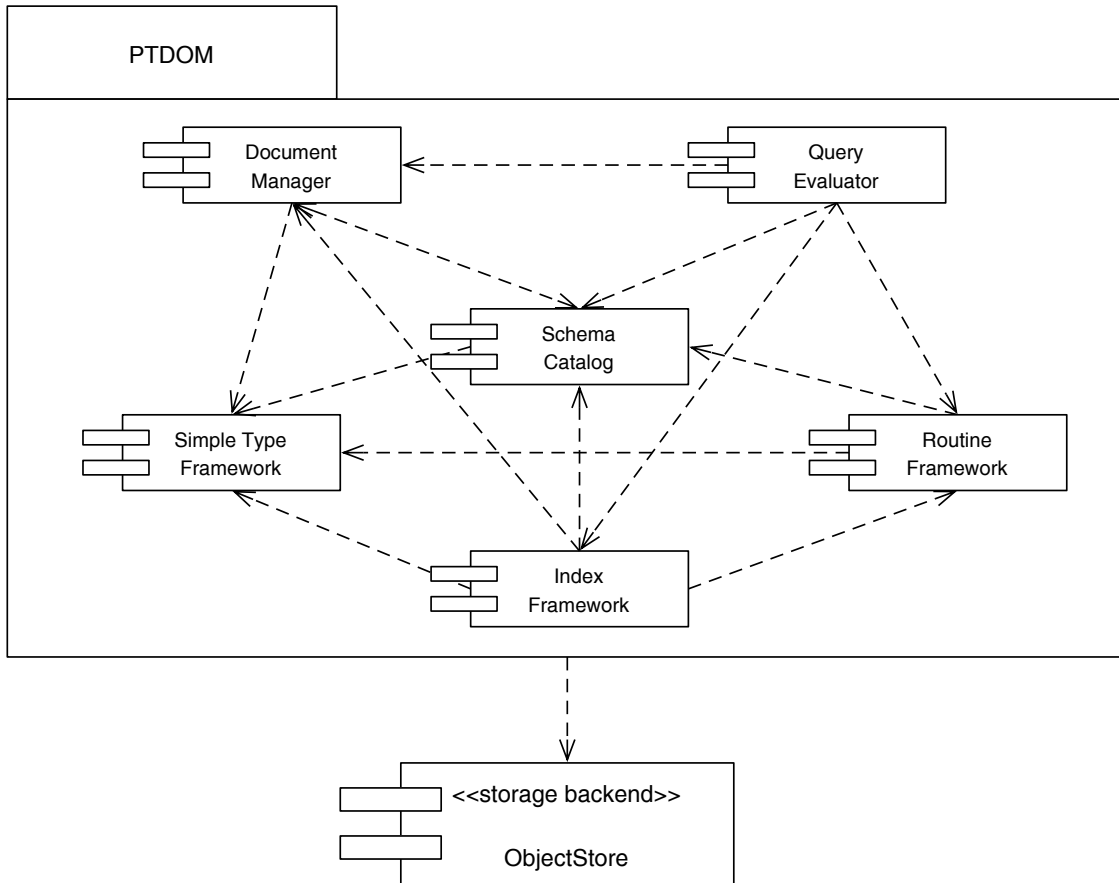 PTDOM
Document
Manager
Query
Evaluator
Schema
Catalog
Simple Type
Framework
Routine
Framework
Index
Framework
<<storage backend>>
ObjectStore